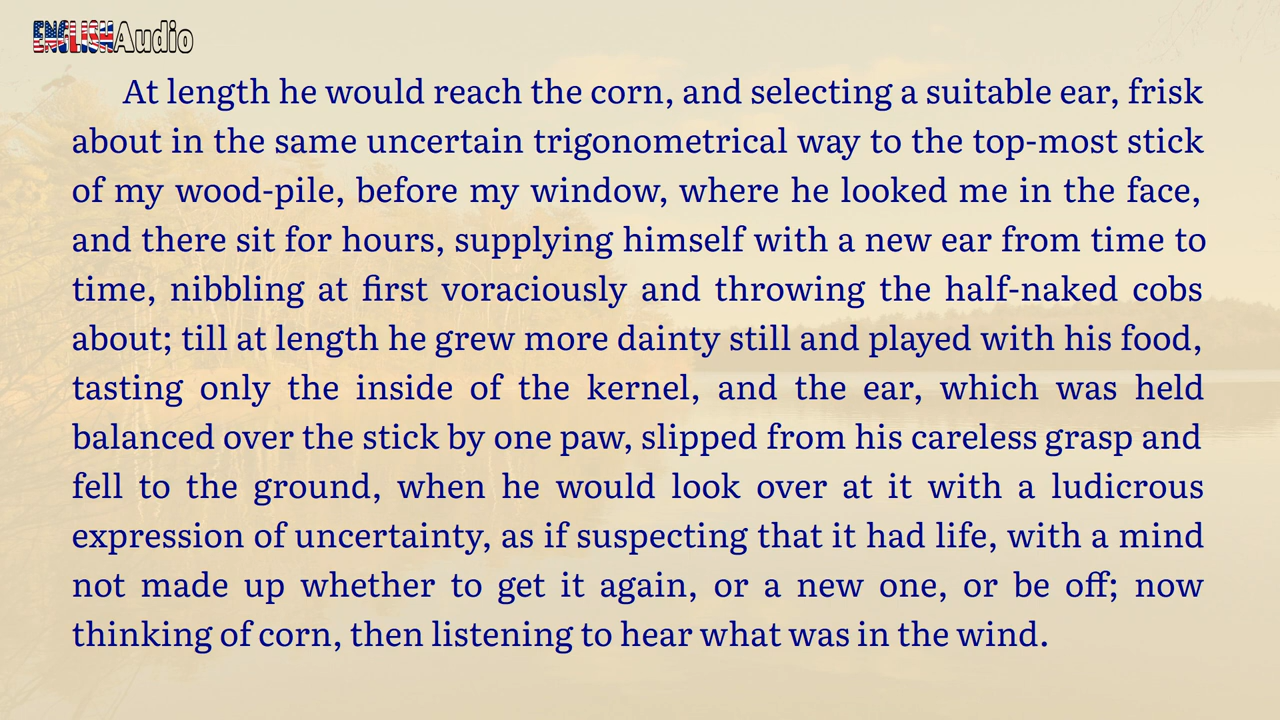 ENGLISHAudio
At length he would reach the corn, and selecting a suitable ear, frisk
about in the same uncertain trigonometrical way to the top-most stick
of my wood-pile, before my window, where he looked me in the face,
and there sit for hours, supplying himself with a new ear from time to
time, nibbling at first voraciously and throwing the half-naked cobs
about; till at length he grew more dainty still and played with his food,
tasting only the inside of the kernel, and the ear, which was held
balanced over the stick by one paw, slipped from his careless grasp and
fell to the ground, when he would look over at it with a ludicrous
expression of uncertainty, as if suspecting that it had life, with a mind
not made up whether to get it again, or a new one, or be off; now
thinking of corn, then listening to hear what was in the wind.